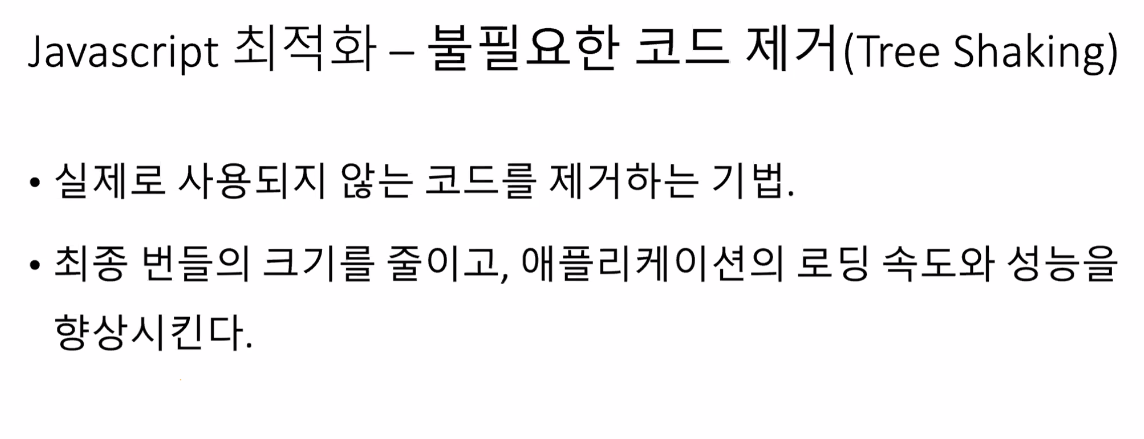 Javascript 최적화 – 불필요한 코드 제거(Tree Shaking)
• 실제로 사용되지 않는 코드를 제거하는 기법.
• 최종 번들의 크기를 줄이고, 애플리케이션의 로딩 속도와 성능을
향상시킨다.